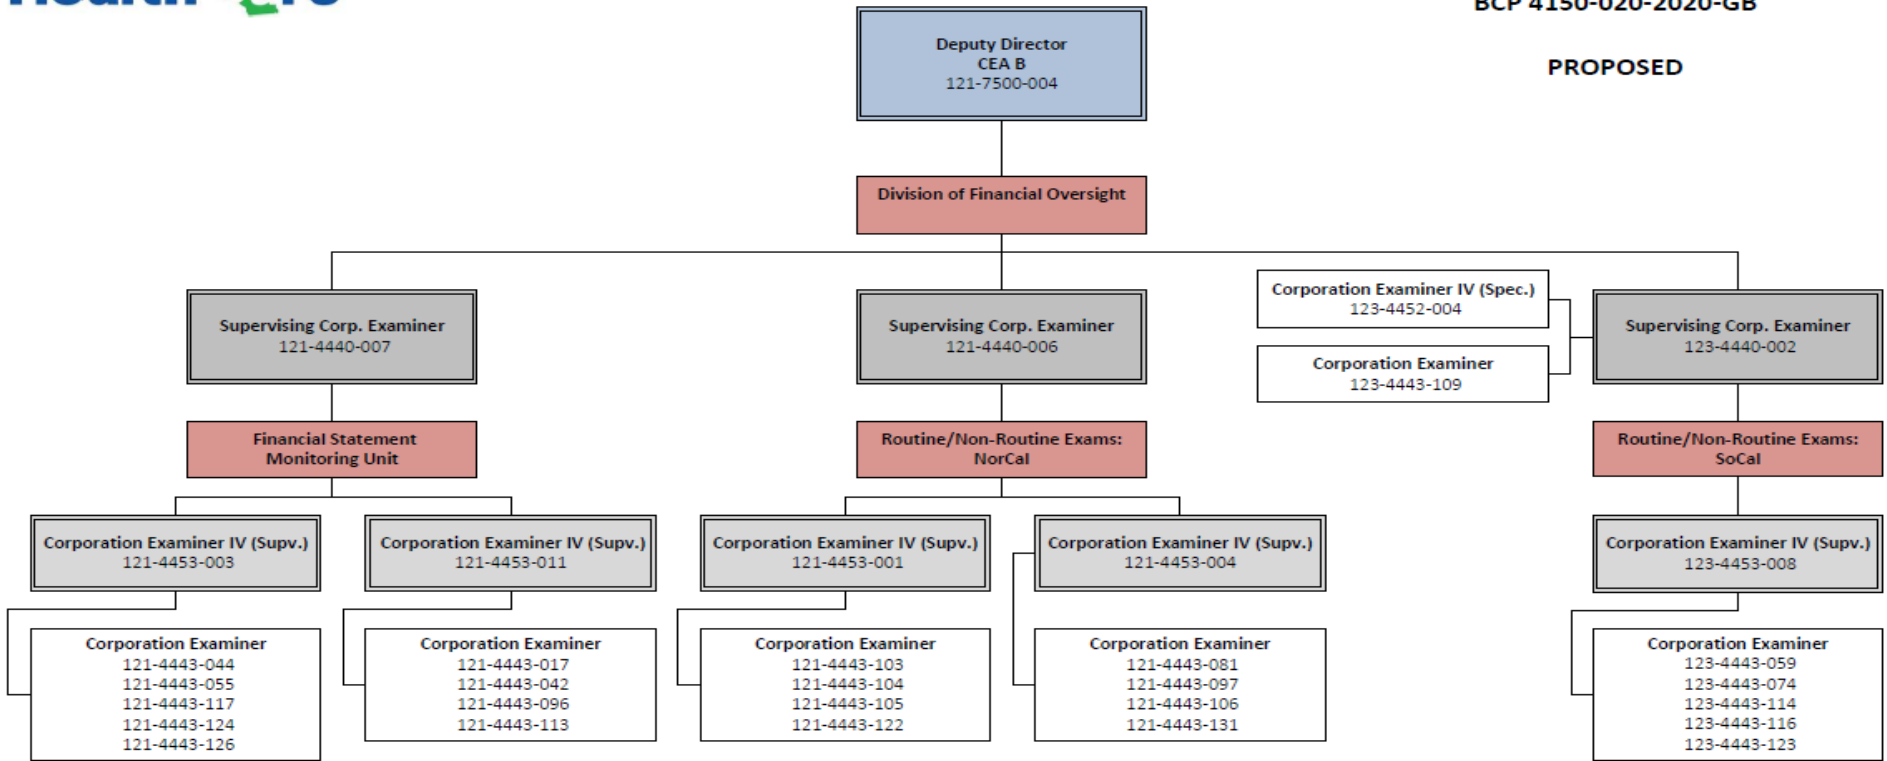 BCP 4150-020-2020-GB
PROPOSED
Deputy Director
CEA B
121-7500-004
Division of Financial Oversight
Supervising Corp. Examiner
121-4440-007
Supervising Corp. Examiner
121-4440-006
Corporation Examiner IV (Spec.)
123-4452-004
Corporation Examiner
123-4443-109
Supervising Corp. Examiner
123-4440-002
Financial Statement
Monitoring Unit
Routine/Non-Routine Exams:
NorCal
Routine/Non-Routine Exams:
SoCal
Corporation Examiner IV (Supv.)
121-4453-003
Corporation Examiner IV (Supv.)
121-4453-011
Corporation Examiner IV (Supv.)
121-4453-001
Corporation Examiner IV (Supv.)
121-4453-004
Corporation Examiner IV (Supv.)
123-4453-008
Corporation Examiner
121-4443-044
121-4443-055
121-4443-117
121-4443-124
121-4443-126
Corporation Examiner
121-4443-017
121-4443-042
121-4443-096
121-4443-113
Corporation Examiner
121-4443-103
121-4443-104
121-4443-105
121-4443-122
Corporation Examiner
121-4443-081
121-4443-097
121-4443-106
121-4443-131
Corporation Examiner
123-4443-059
123-4443-074
123-4443-114
123-4443-116
123-4443-123